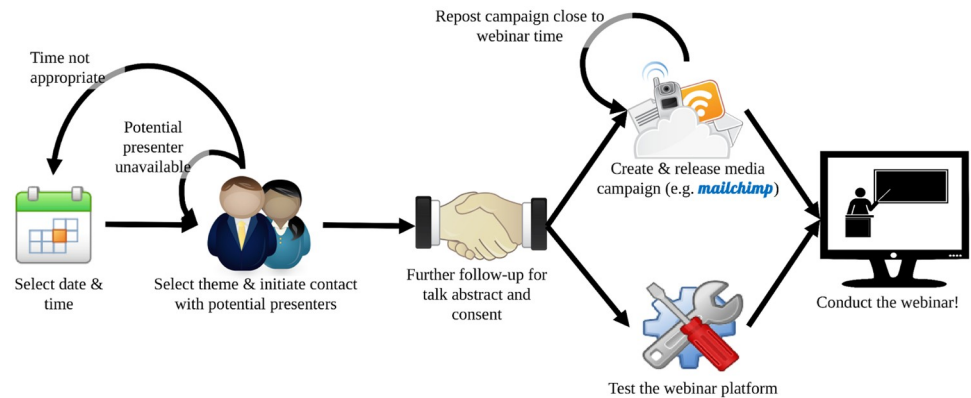 Repost campaign close to
webinar time
Time not
appropriate
Potential
presenter
unavailable
Select date &
time
Select theme & initiate contact
with potential presenters
Further follow-up for
talk abstract and
consent
Create & release media
campaign (e.g. mailchimp)
Test the webinar platform
Conduct the webinar!